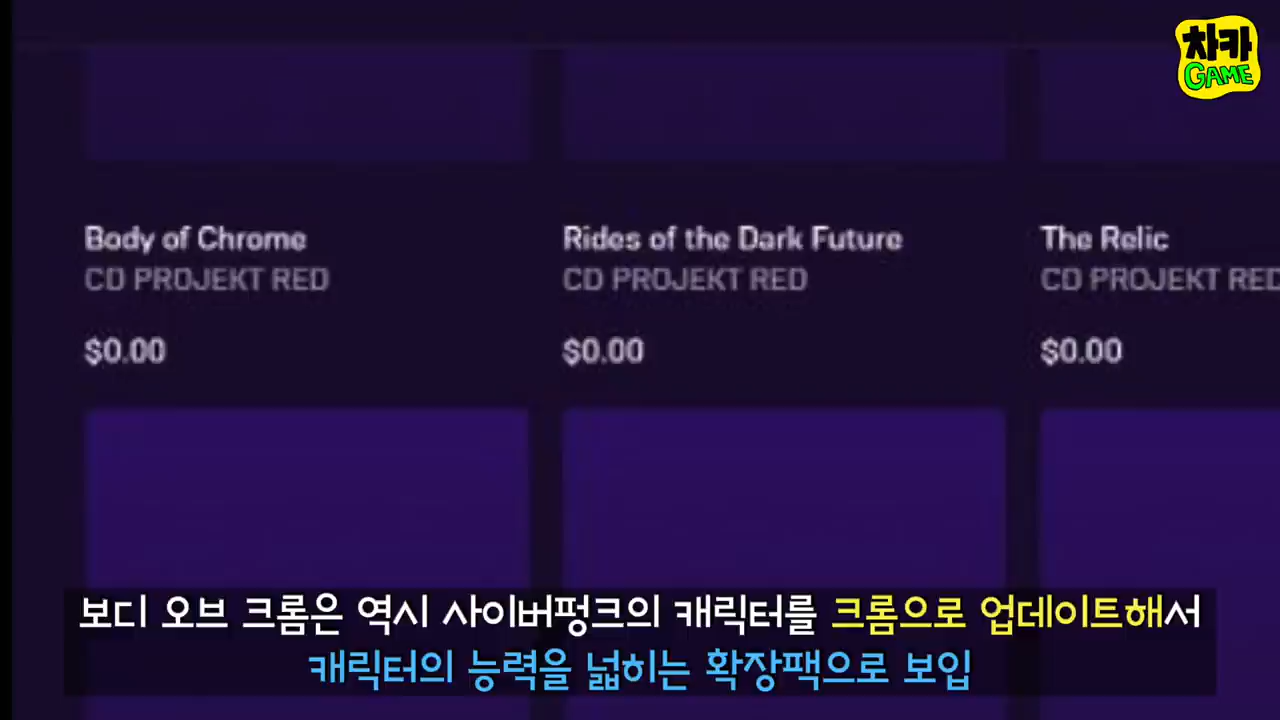 차카
GAME
Body of Chrome
CD PROJEKT RED
$0.00
Rides of the Dark Future
CD PROJEKT RED
$0.00
The Relic
CD PROJEKT RED
$0.00
보디 오브 크롬은 역시 사이버펑크의 캐릭터를 크롬으로 업데이트해서
캐릭터의 능력을 넓히는 확장팩으로 보입